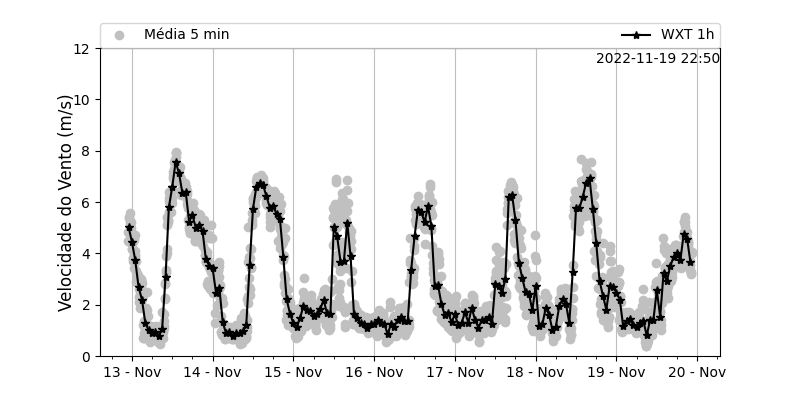 Média 5 min
WXT 1h
2022-11-19 22:50
Velocidade do Vento (m/s)
12
10
8
6
4
2
0
13 - Nov
14 - Nov
15 - Nov
16 - Nov
17 - Nov
18 - Nov
19 - Nov
20 - Nov